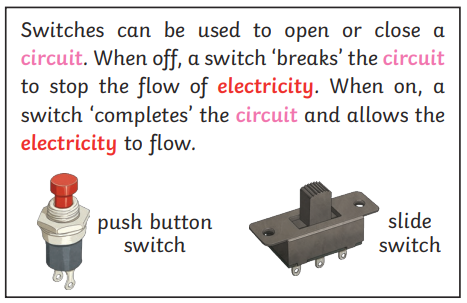 Switches can be used to open or close a
circuit. When off, a switch ‘breaks’ the circuit
to stop the flow of electricity. When on, a
switch ‘completes’ the circuit and allows the
electricity to flow.
push button
switch
slide
switch